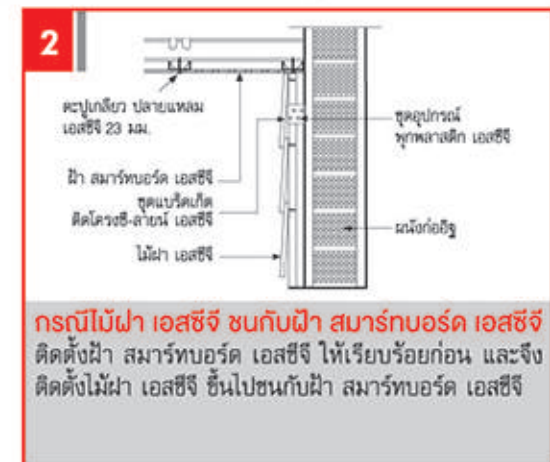 2
ตะปูเกลียว ปลายแหลม
เอสซีจี 23 มม.
ฝ้า สมาร์ทบอร์ด เอสซีจี
ชุดแบร็คเก็ต
ติดโครงซี-ลายน์ เอสซีจี
ไม้ฝา เอสซีจี
ชุดอุปกรณ์
พุกพลาสติก เอสซีจี
ผนังก่ออิฐ
กรณีไม้ฝา เอสซีจี ชนกับฝ้า สมาร์ทบอร์ด เอสซีจี
ติดตั้งฝ้า สมาร์ทบอร์ด เอสซีจี ให้เรียบร้อยก่อน และจึง
ติดตั้งไม้ฝา เอสซีจี ขึ้นไปชนกับฝ้า สมาร์ทบอร์ด เอสซีจี